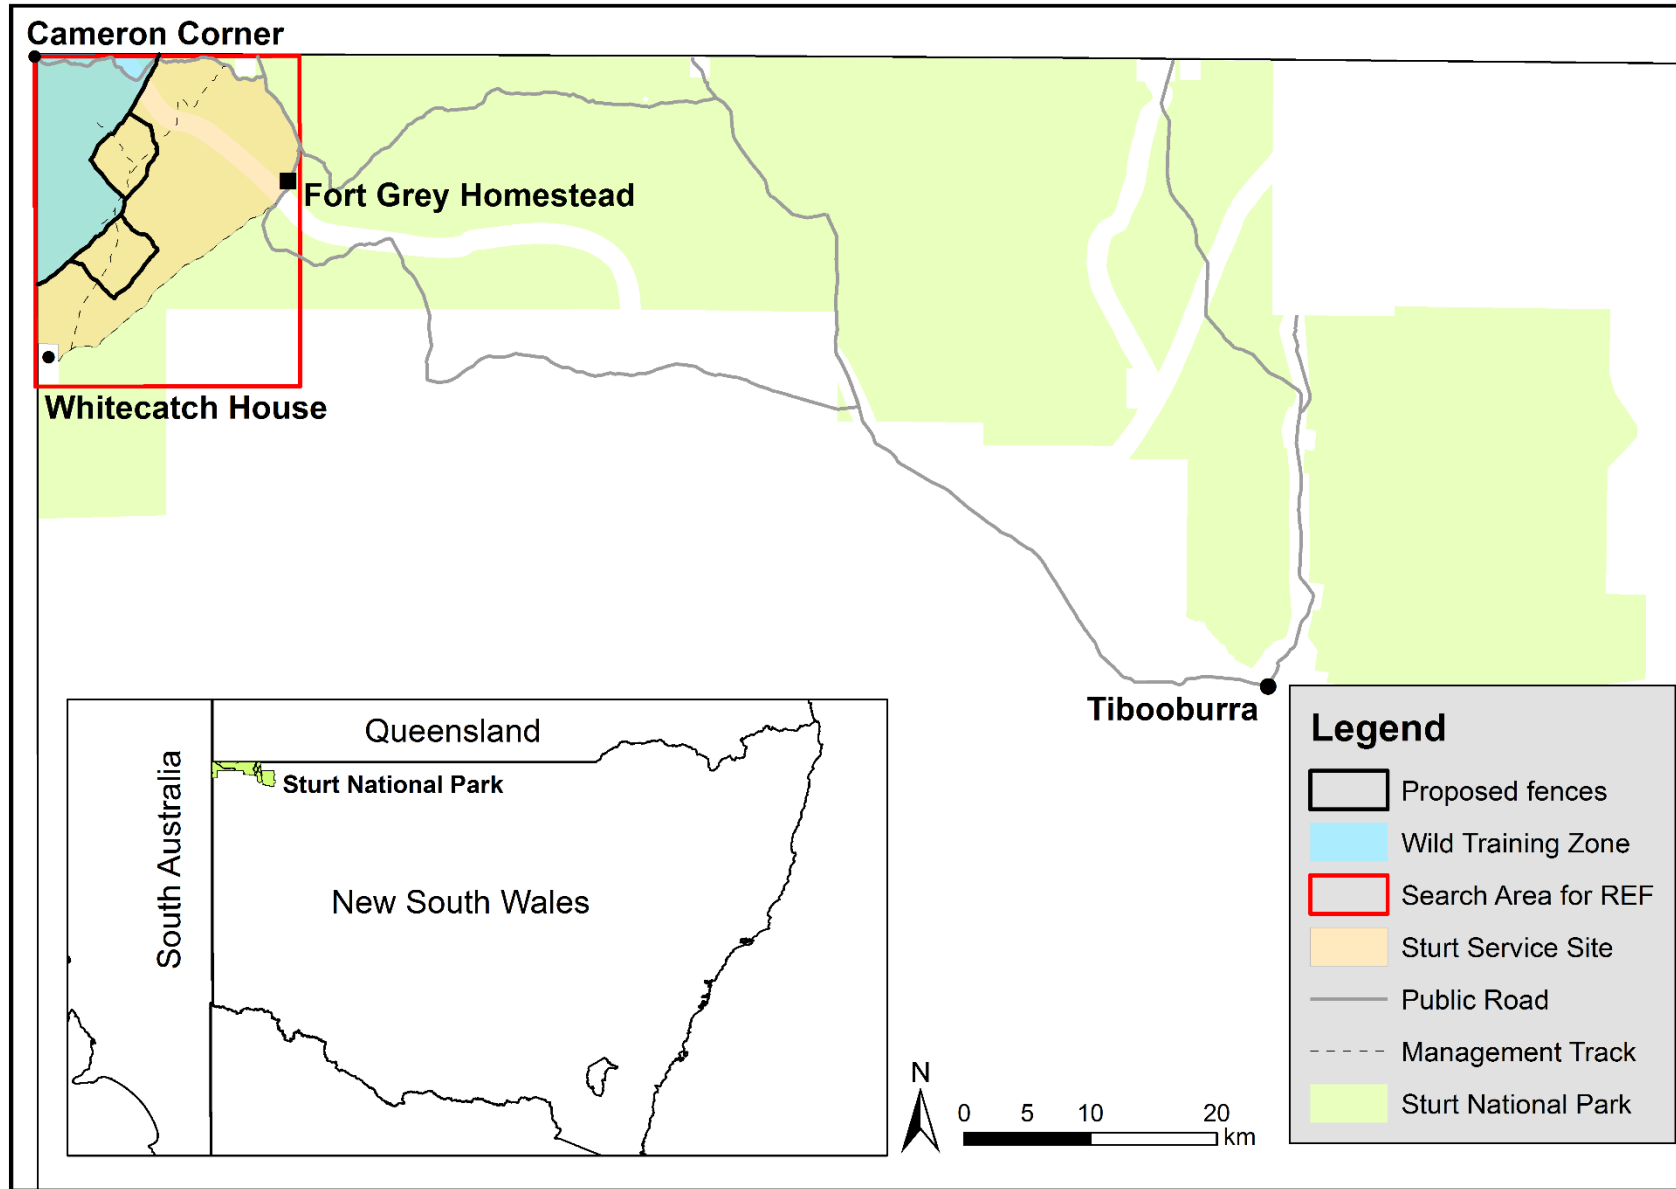 Cameron Corner
Fort Grey Homestead
Whitecatch House
Tibooburra
Queensland
Sturt National Park
South Australia
New South Wales
N
0 5 10 20
km
Legend
Proposed fences
Wild Training Zone
Search Area for REF
Sturt Service Site
Public Road
Management Track
Sturt National Park